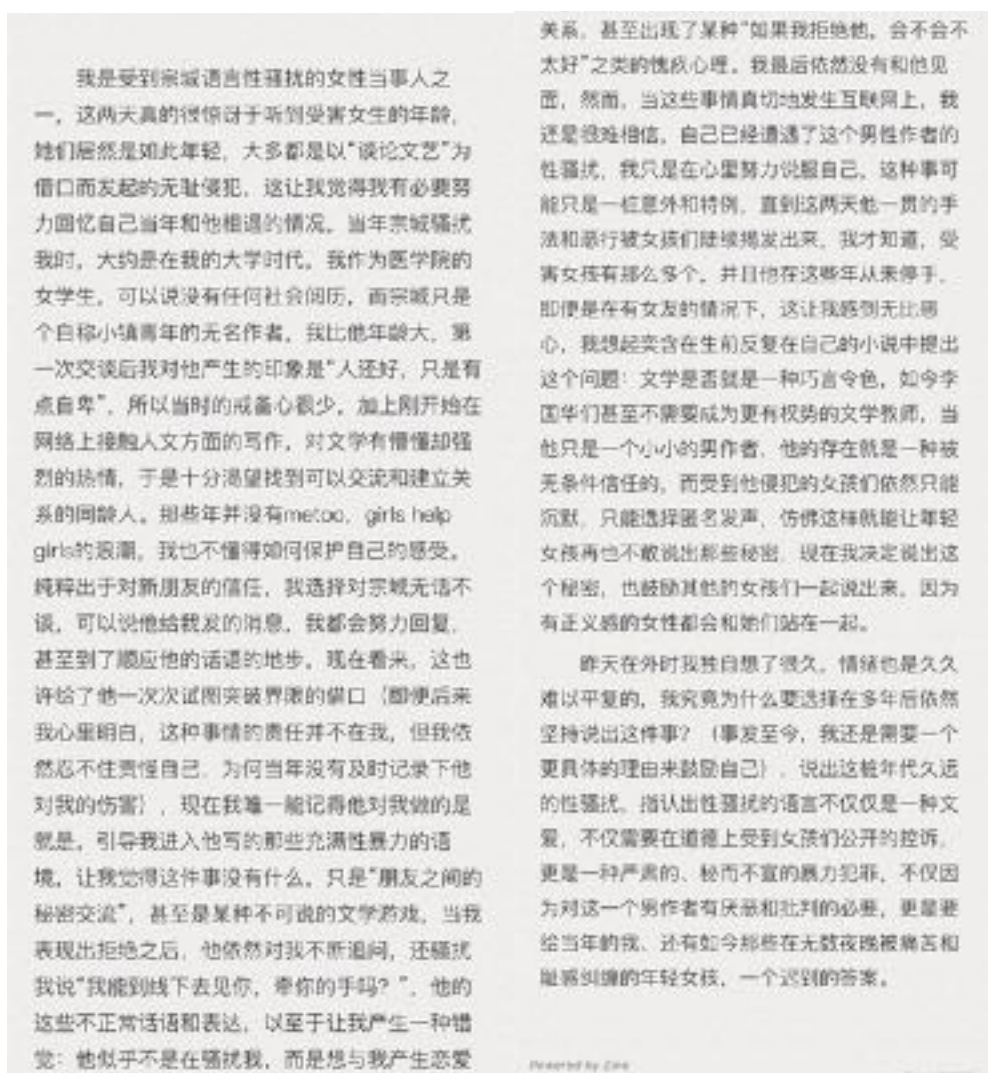 我是受到宗城语言性骚扰的女性当事人之
一，这两天真的很惊讶于听到受害女生的年龄，
她们居然是如此年轻，大多都是以“谈论文艺”为
借口而发起的无耻侵犯，这让我觉得我有必要努
力回忆自己当年和他相遇的情况。当年宗城骚扰
我时，大约是在我的大学时代。我作为医学院的
女学生，可以说没有任何社会阅历，而宗城只是
个自称小镇青年的无名作者，我比他年龄大，第
一次交谈后我对他产生的印象是“人还好，只是有
点自卑”，所以当时的戒备心很少，加上刚开始在
网络上接触人文方面的写作，对文学有懵懂却强
烈的热情，于是十分渴望找到可以交流和建立关
系的同龄人。那些年并没有metoo，girls help
girls的浪潮，我也不懂得如何保护自己的感受。
纯粹出于对新朋友的信任，我选择对宗城无话不
谈，可以说他给我发的消息，我都会努力回复，
甚至到了顺应他的话语的地步。现在看来，这也
许给了他一次次试图突破界限的借口（即便后来
我心里明白，这种事情的责任并不在我，但我依
然忍不住责怪自己，为何当年没有及时记录下他
对我的伤害），现在我唯一能记得他对我做的是
就是，引导我进入他写的那些充满性暴力的语
境，让我觉得这件事没有什么，只是“朋友之间的
秘密交流”，甚至是某种不可说的文学游戏，当我
表现出拒绝之后，他依然对我不断追问，还骚扰
我说“我能到线下去见你，牵你的手吗？”，他的
这些不正常话语和表达，以至于让我产生一种错
觉：他似乎不是在骚扰我，而是想与我产生恋爱
关系，甚至出现了某种“如果我拒绝他，会不会不
太好”之类的愧疚心理。我最后依然没有和他见
面，然而，当这些事情真切地发生互联网上，我
还是很难相信，自己已经遭遇了这个男性作者的
性骚扰，我只是在心里努力说服自己，这种事可
能只是一桩意外和特例，直到这两天他一贯的手
法和恶行被女孩们陆续揭发出来，我才知道，受
害女孩有那么多个，并且他在这些年从未停手，
即便是在有女友的情况下，这让我感到无比恶
心，我想起奕含在生前反复在自己的小说中提出
这个问题：文学是否就是一种巧言令色，如今李
国华们甚至不需要成为更有权势的文学教师，当
他只是一个小小的男作者，他的存在就是一种被
无条件信任的，而受到他侵犯的女孩们依然只能
沉默，只能选择匿名发声，仿佛这样就能让年轻
女孩再也不敢说出那些秘密，现在我决定说出这
个秘密，也鼓励其他的女孩们一起说出来，因为
有正义感的女性都会和她们站在一起。
昨天在外时我独自想了很久，情绪也是久久
难以平复的，我究竟为什么要选择在多年后依然
坚持说出这件事？（事发至今，我还是需要一个
更具体的理由来鼓励自己），说出这桩年代久远
的性骚扰，指认出性骚扰的语言不仅仅是一种文
爱，不仅需要在道德上受到女孩们公开的控诉，
更是一种严肃的、秘而不宣的暴力犯罪，不仅因
为对这一个男作者有厌恶和批判的必要，更是要
给当年的我、还有如今那些在无数夜晚被痛苦和
耻感纠缠的年轻女孩，一个迟到的答案。
Powered by Zine